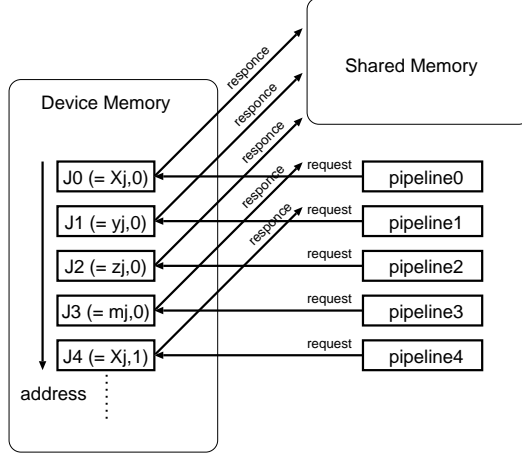 responce
Shared Memory
Device Memory
responce
responce
J0 (= Xj,0)
request
pipeline0
responce
J1 (= yj,0)
request
pipeline1
responce
J2 (= zj,0)
request
pipeline2
J3 (= mj,0)
request
pipeline3
J4 (= Xj,1)
request
pipeline4
address